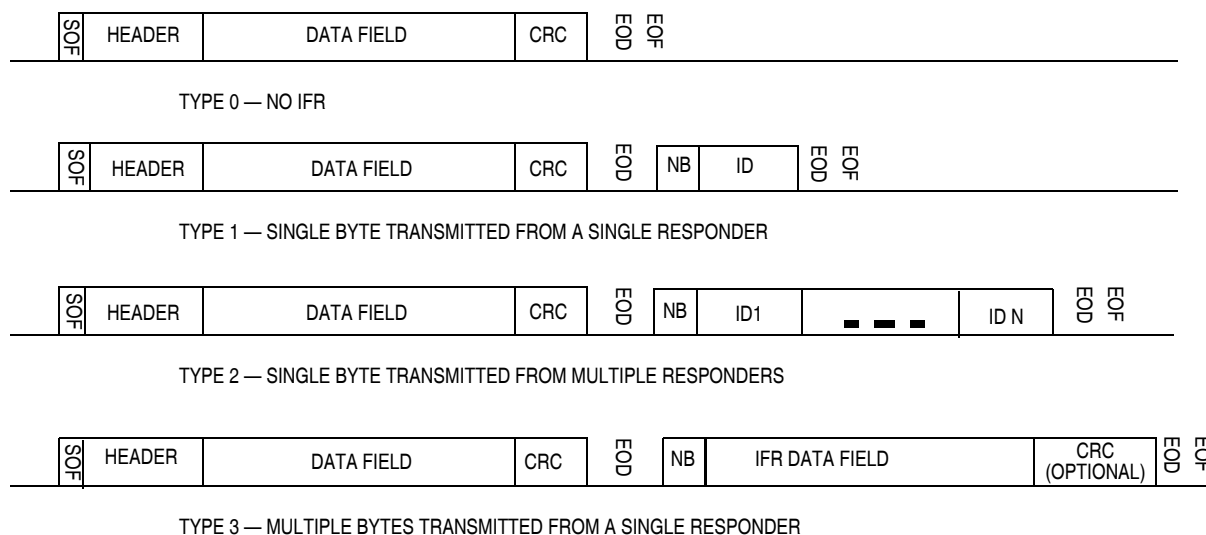 SOF HEADER DATA FIELD CRC EOD EOF
TYPE 0 — NO IFR
SOF HEADER DATA FIELD CRC EOD NB ID EOD EOF
TYPE 1 — SINGLE BYTE TRANSMITTED FROM A SINGLE RESPONDER
SOF HEADER DATA FIELD CRC EOD NB ID1 ID N EOD EOF
TYPE 2 — SINGLE BYTE TRANSMITTED FROM MULTIPLE RESPONDERS
SOF HEADER DATA FIELD CRC EOD NB IFR DATA FIELD CRC (OPTIONAL) EOD EOF
TYPE 3 — MULTIPLE BYTES TRANSMITTED FROM A SINGLE RESPONDER